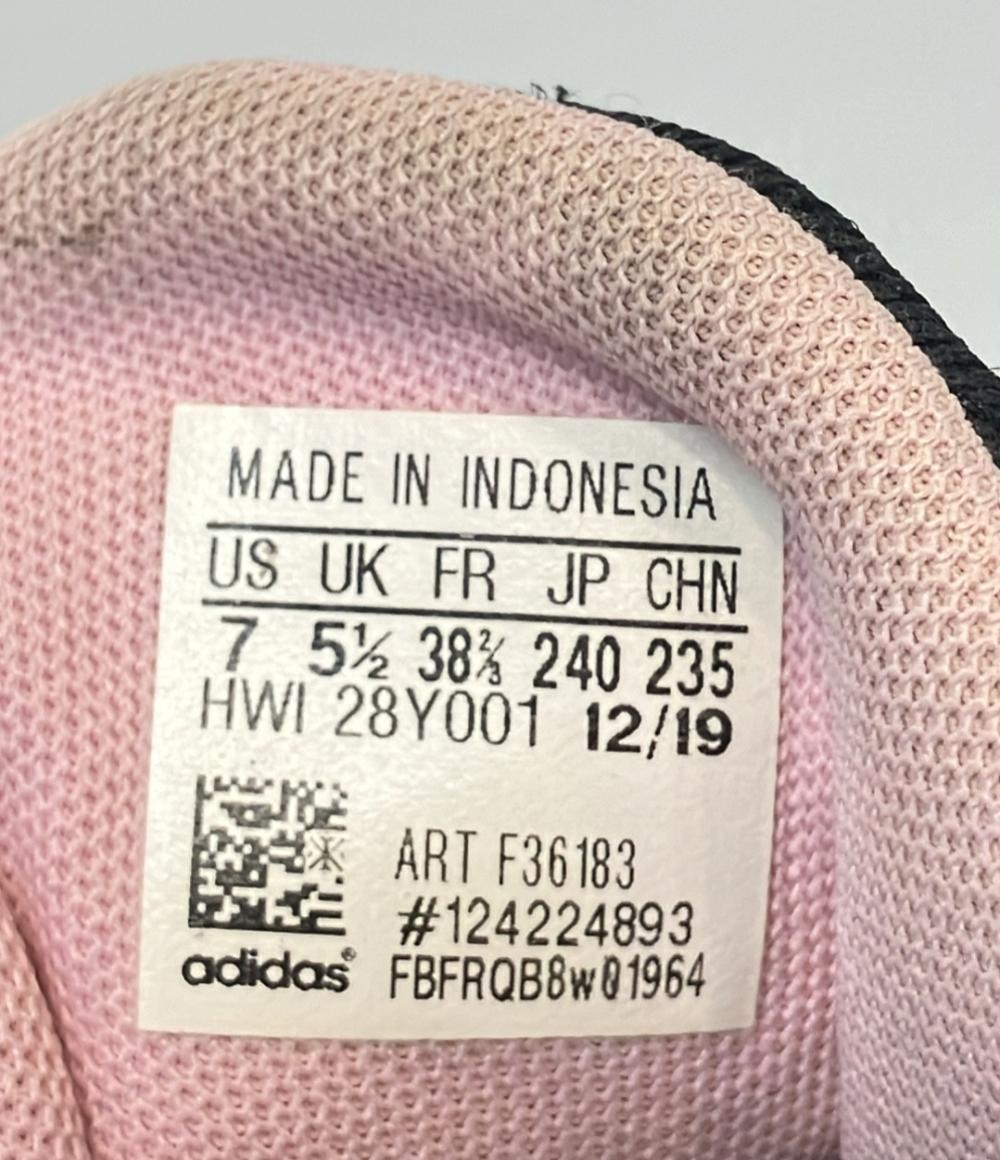 MADE IN INDONESIA
US UK FR JP CHN
7 5½ 38⅔ 240 235
HWI 28Y001 12/19
ART F36183
#124224893
adidas®
FBFRQB8w01964